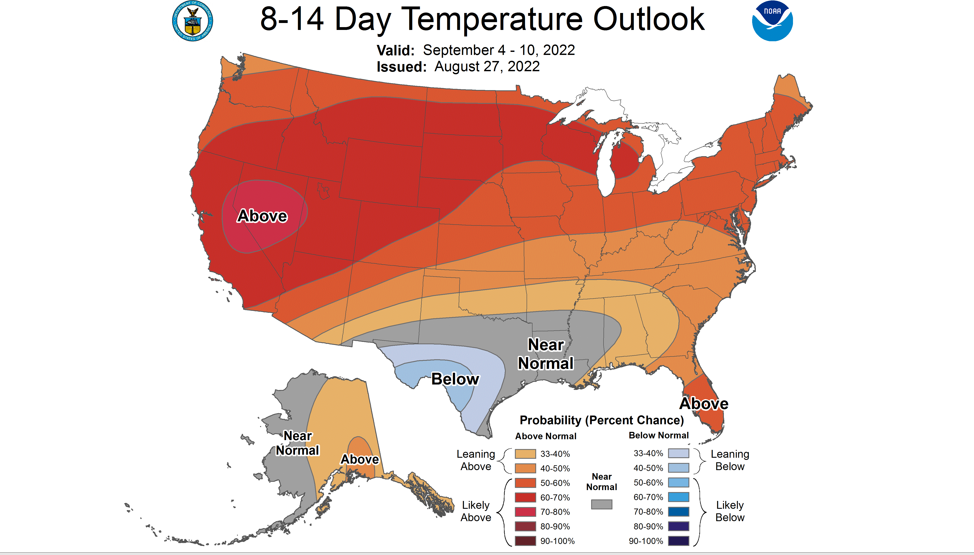 8-14 Day Temperature Outlook
NOAA
Valid: September 4 - 10, 2022
Issued: August 27, 2022
Above
Near
Normal
Below
Above
Near
Normal
Above
Probability (Percent Chance)
Above Normal
Below Normal
Leaning
Above
33-40%
40-50%
Likely
Above
50-60%
60-70%
70-80%
80-90%
90-100%
Near
Normal
33-40%
40-50%
Leaning
Below
50-60%
60-70%
70-80%
80-90%
90-100%
Likely
Below